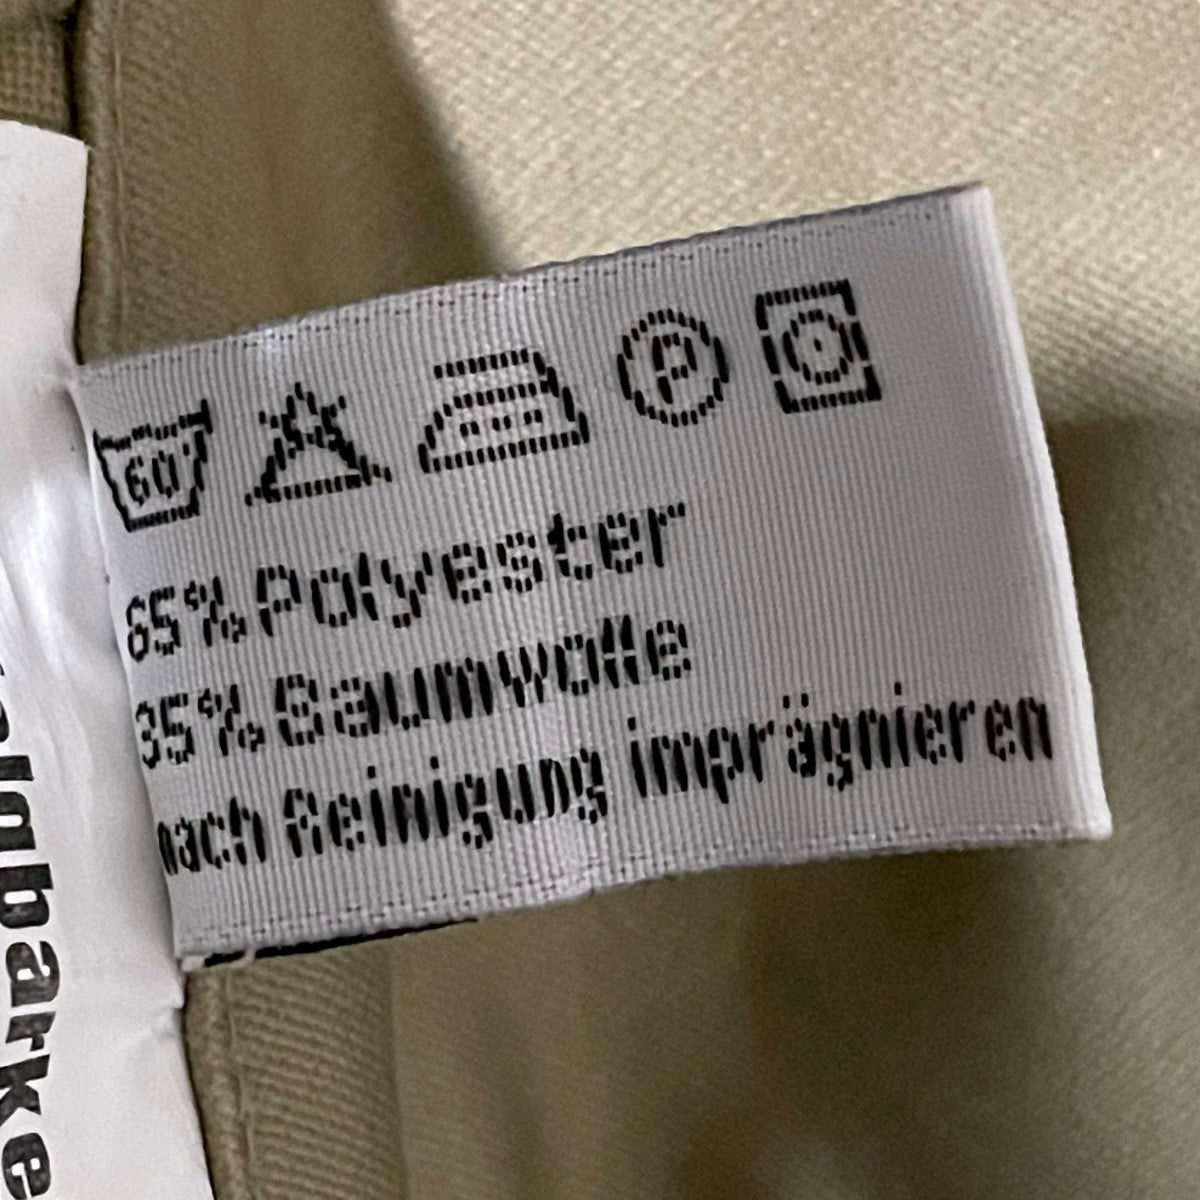 60°
P
65% Polyester
35% Baumwolle
nach Reinigung imprägnieren